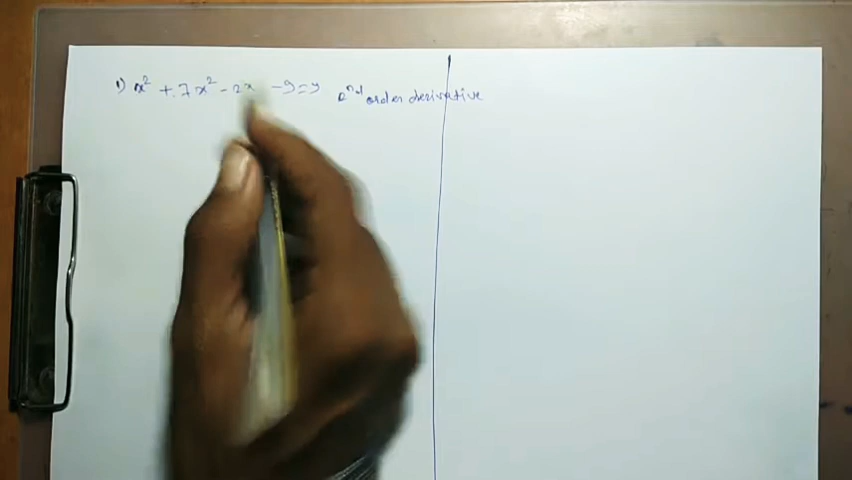 1) x² + 7x² - 2x - 9 = y 2nd order derivative